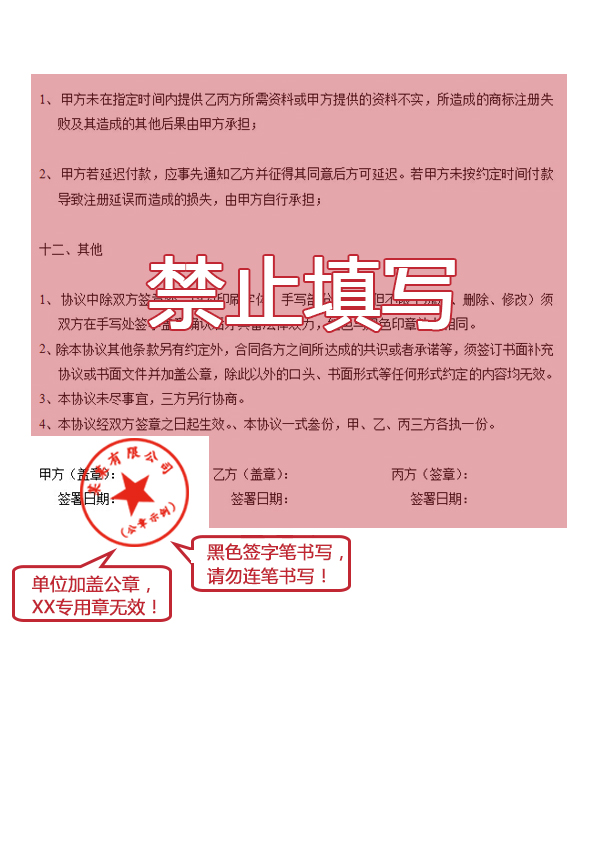 1、 甲方未在指定时间内提供乙丙方所需资料或甲方提供的资料不实，所造成的商标注册失
败及其造成的其他后果由甲方承担；
2、 甲方若延迟付款，应事先通知乙方并征得其同意后方可延迟。若甲方未按约定时间付款
导致注册延误而造成的损失，由甲方自行承担；
十二、其他
禁止填写
1、 协议中除双方签 印刷字体，手写 删除、修改）须
双方在手写处签 色印章 相同。
2、除本协议其他条款另有约定外，合同各方之间所达成的共识或者承诺等，须签订书面补充
协议或书面文件并加盖公章，除此以外的口头、书面形式等任何形式约定的内容均无效。
3、本协议未尽事宜，三方另行协商。
4、本协议经双方签章之日起生效。、本协议一式叁份，甲、乙、丙三方各执一份。
甲方（盖章）： 乙方（盖章）： 丙方（签章）：
签署日期： 签署日期： 签署日期：
某某有限公司
（公章示例）
黑色签字笔书写，
请勿连笔书写！
单位加盖公章，
XX专用章无效！